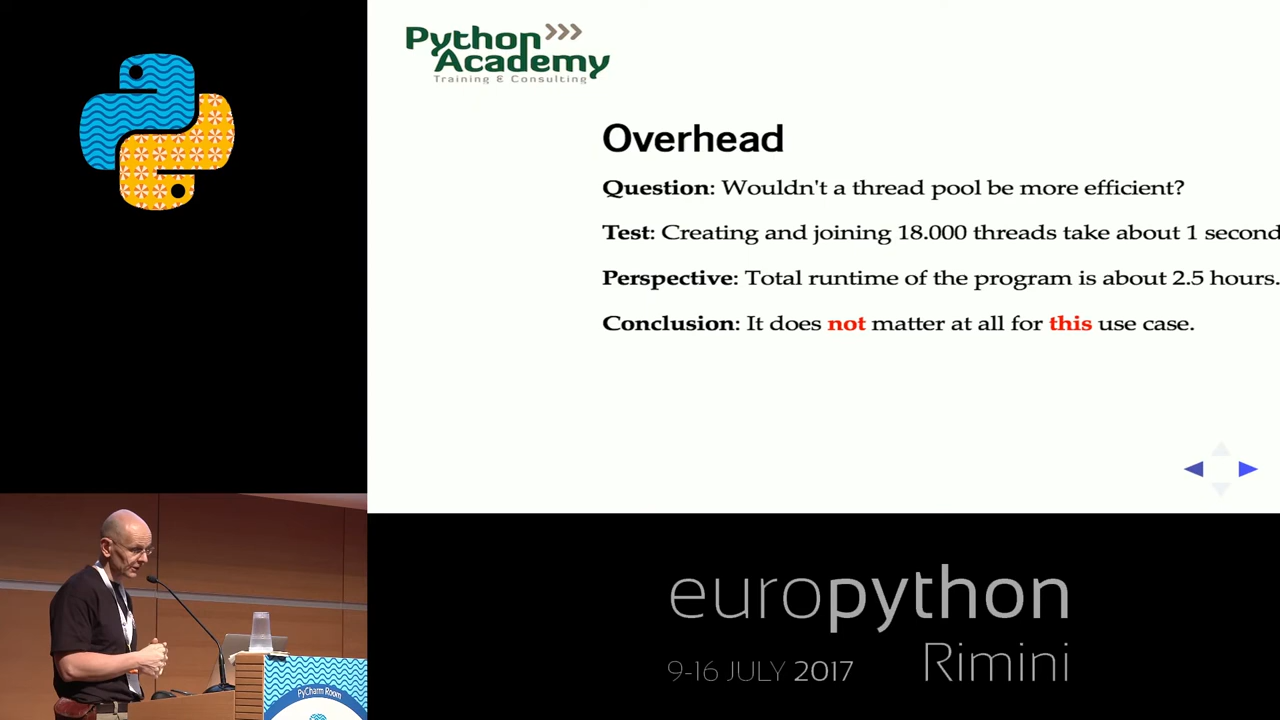 Python
Academy
Training & Consulting
Overhead
Question: Wouldn't a thread pool be more efficient?
Test: Creating and joining 18.000 threads take about 1 second
Perspective: Total runtime of the program is about 2.5 hours.
Conclusion: It does not matter at all for this use case.
europython
Rimini
9-16 JULY 2017
PyCharm Room